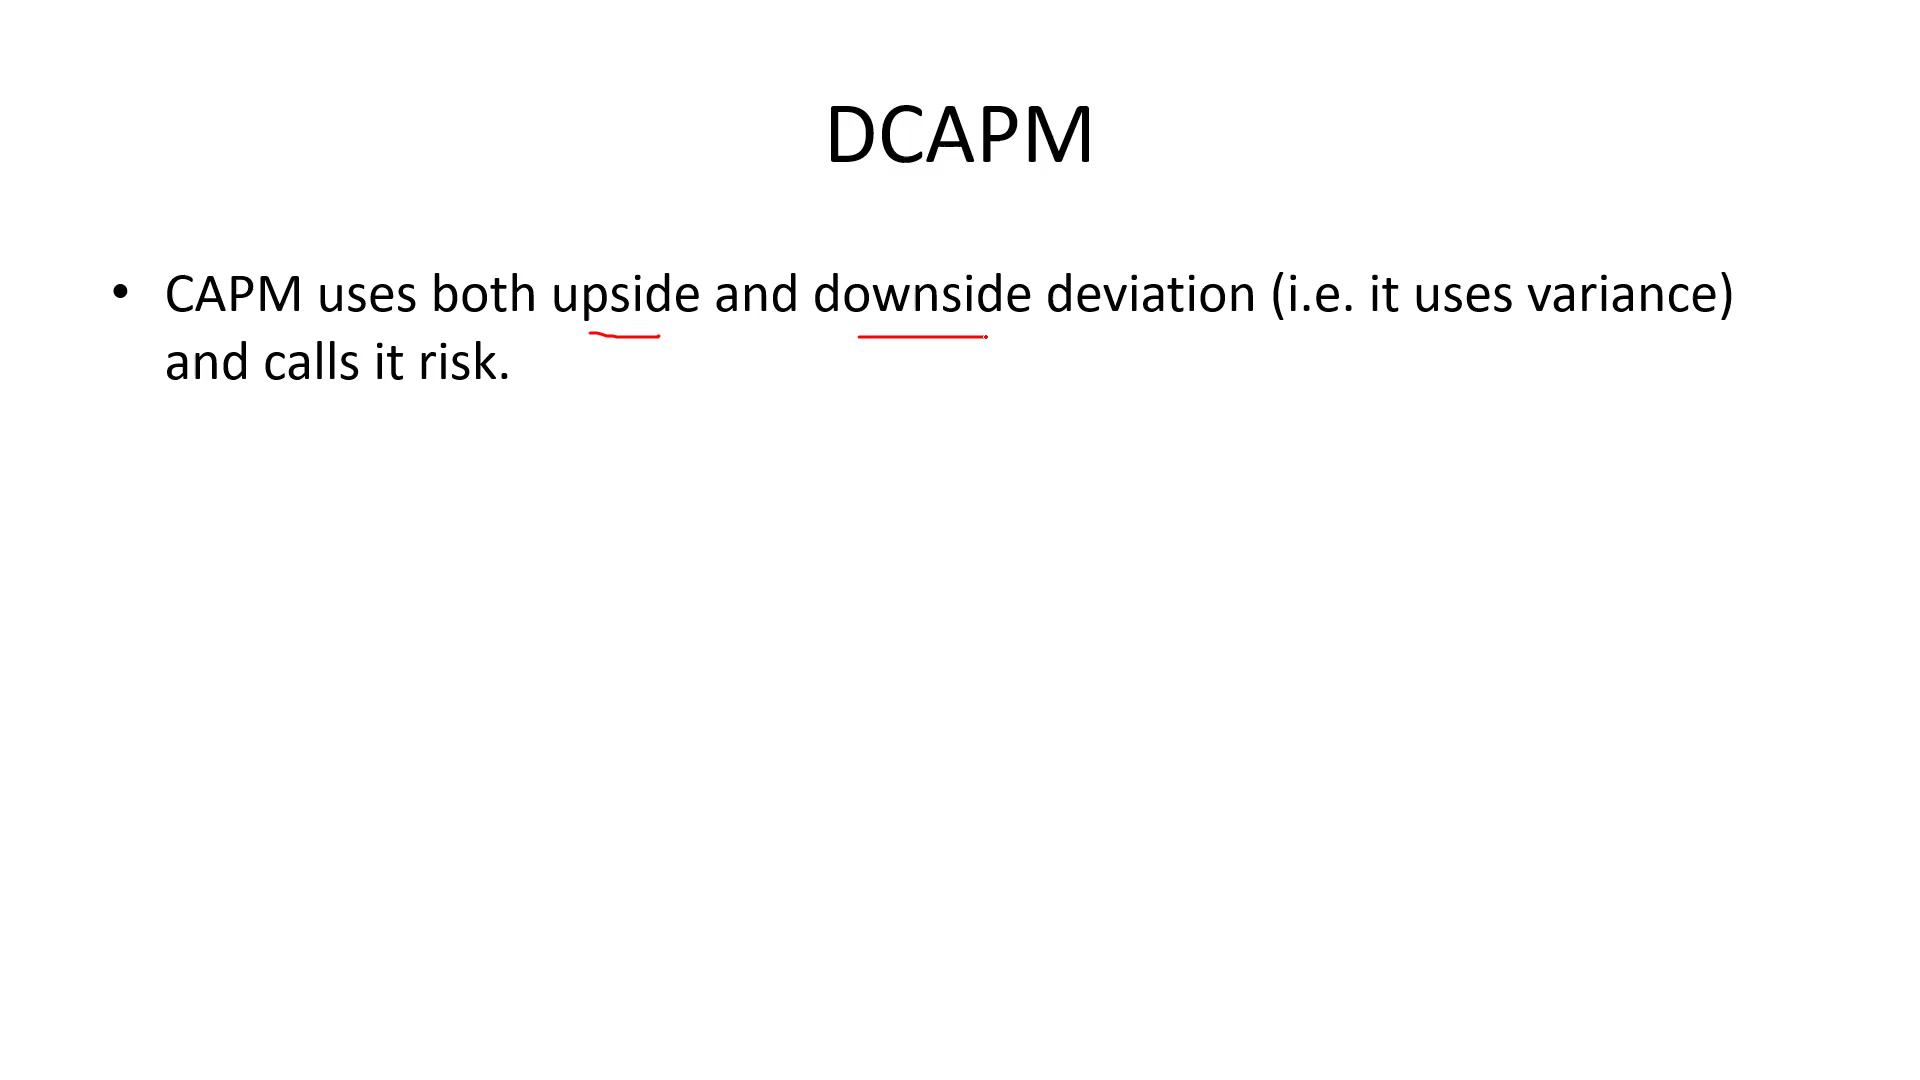 DCAPM
• CAPM uses both upside and downside deviation (i.e. it uses variance)
and calls it risk.